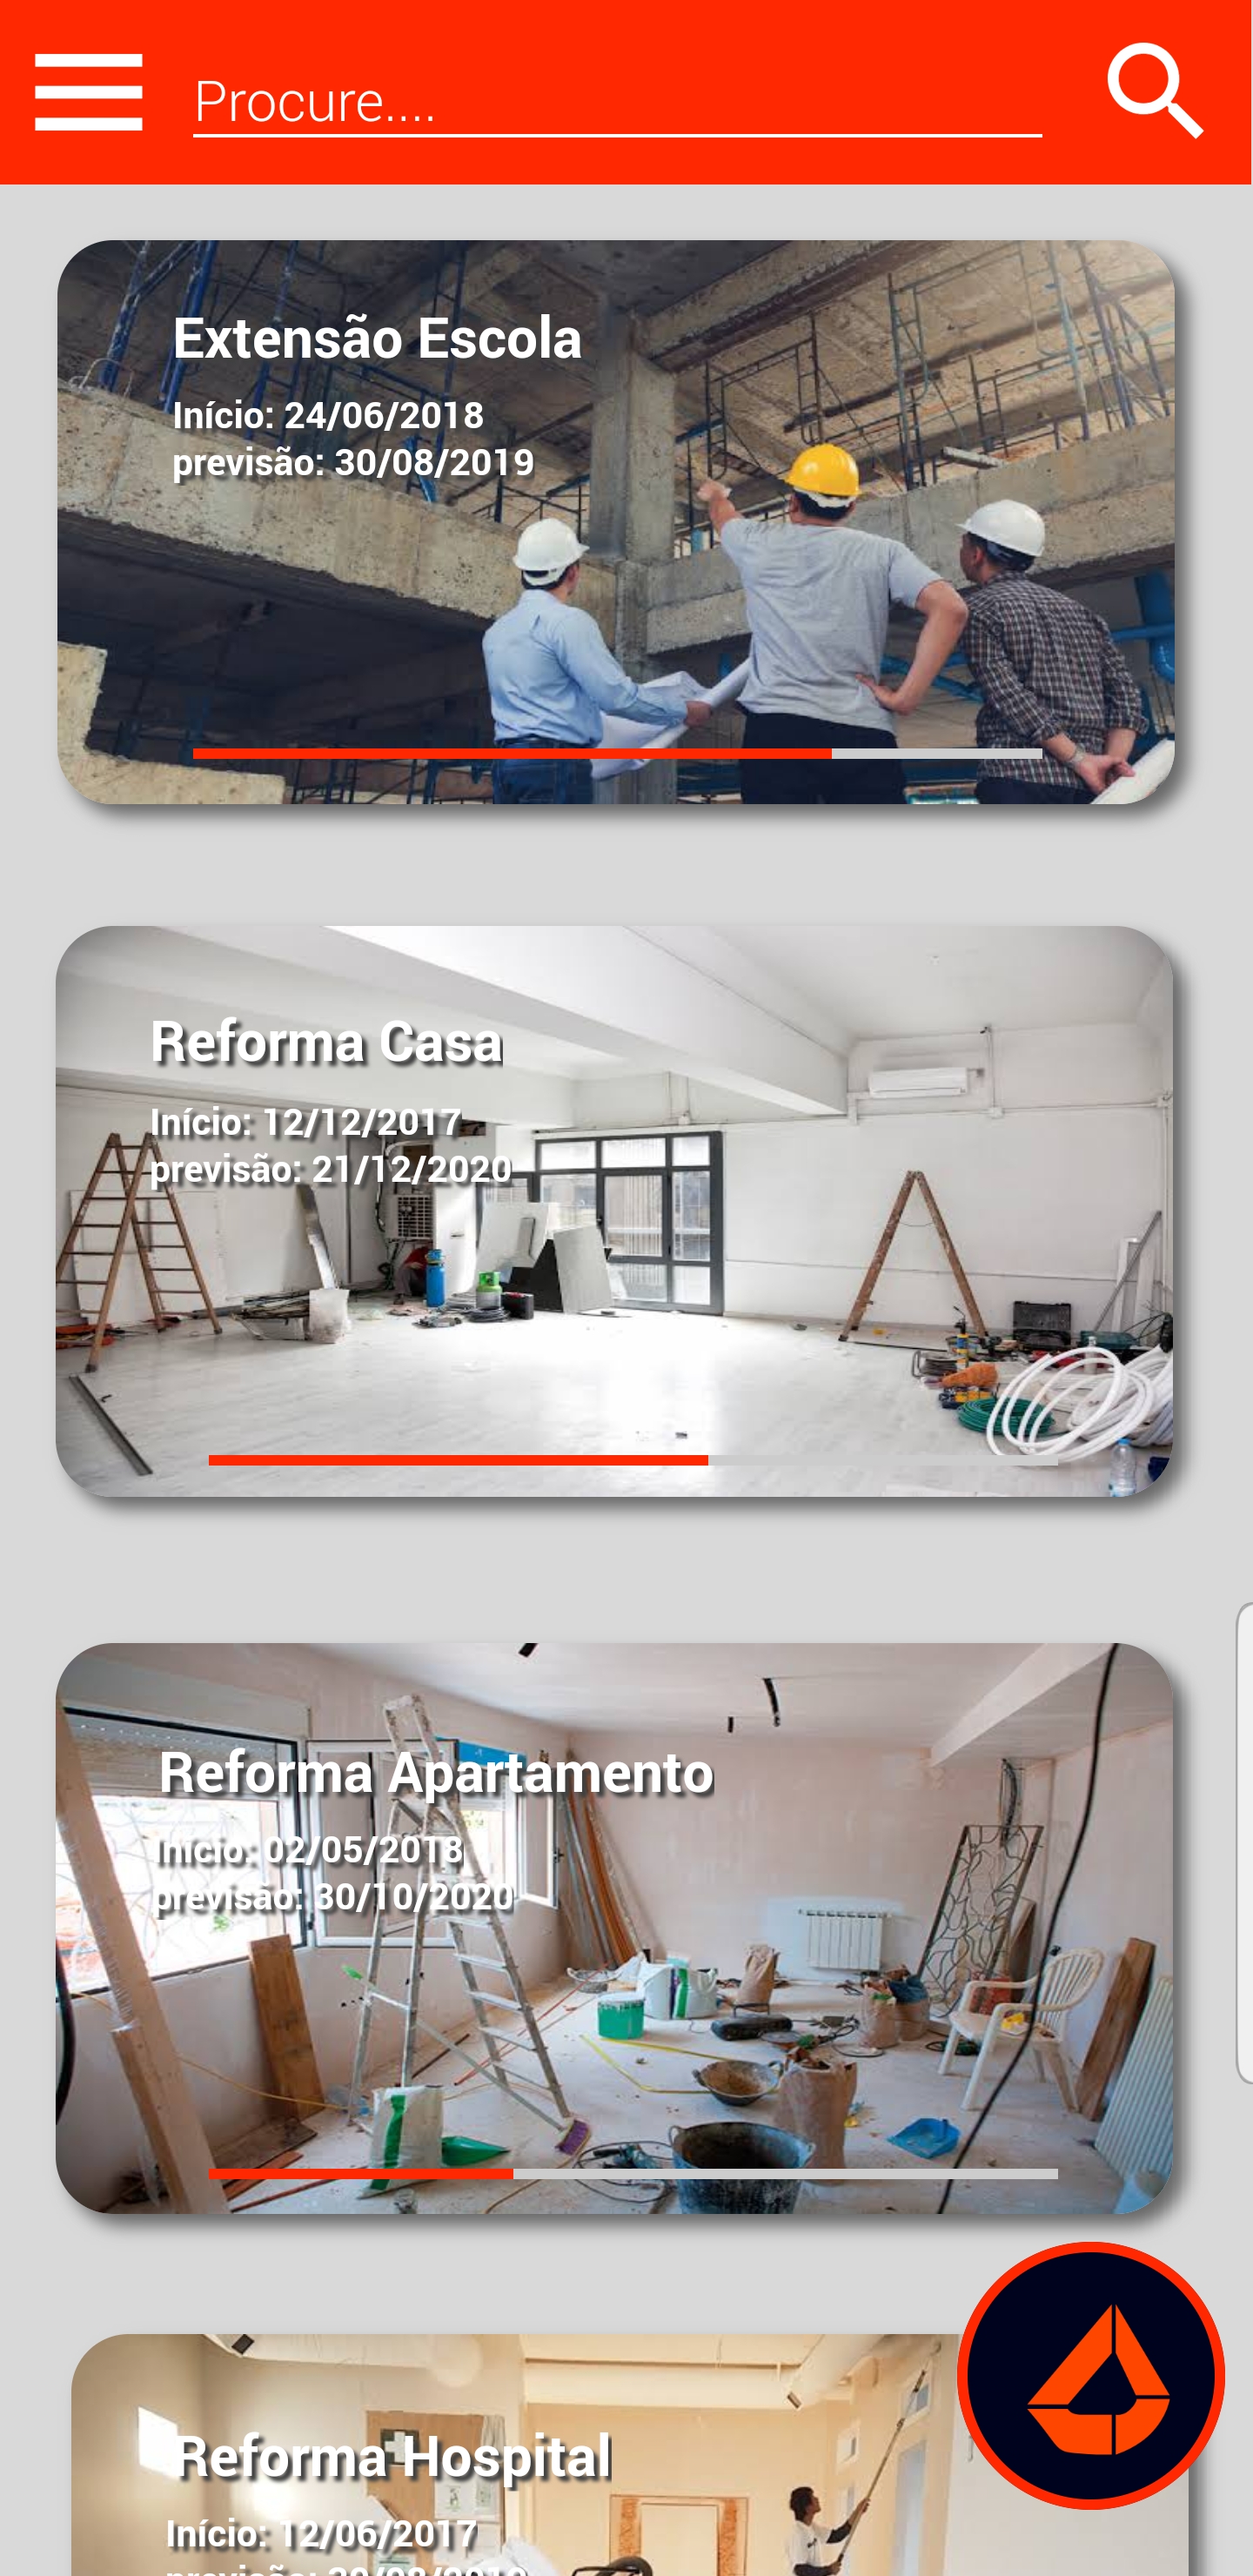 Procure....
Extensão Escola
Início: 24/06/2018
previsão: 30/08/2019
Reforma Casa
Início: 12/12/2017
previsão: 21/12/2020
Reforma Apartamento
Início: 02/05/2018
previsão: 30/10/2020
Reforma Hospital
Início: 12/06/2017
previsão: